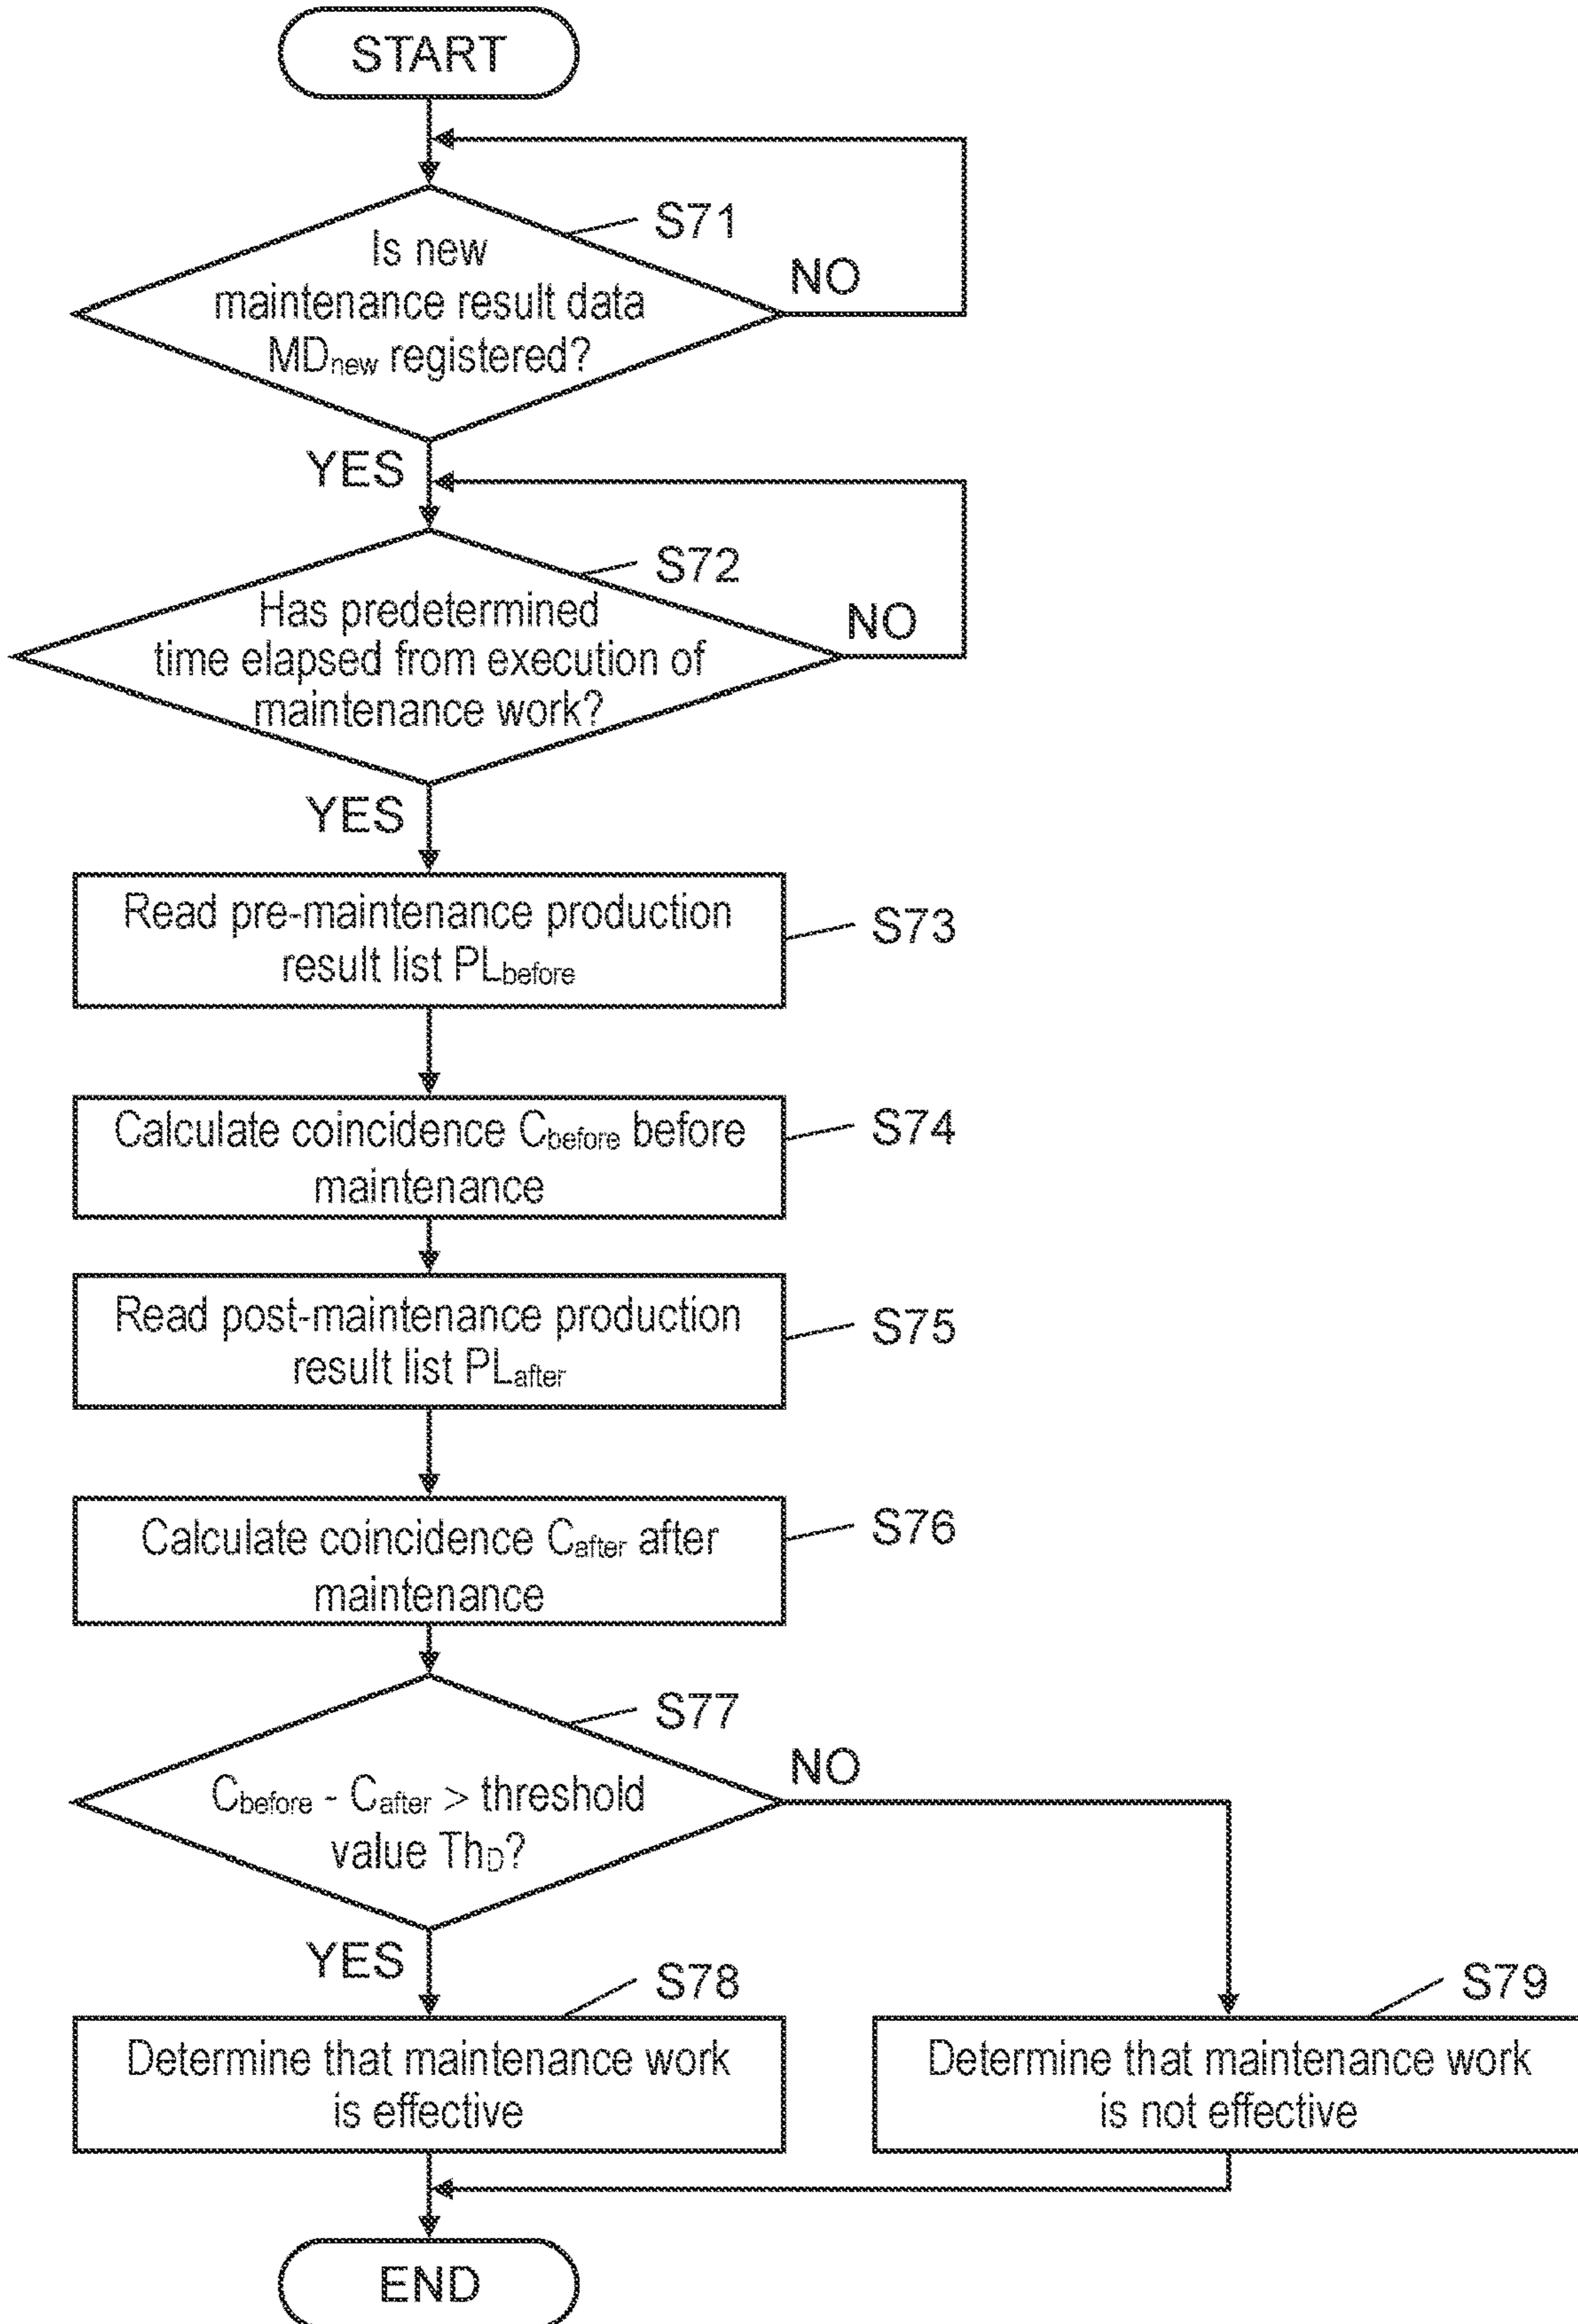 START
S71
Is new
maintenance result data
MDnew registered?
NO
YES
S72
Has predetermined
time elapsed from execution of
maintenance work?
NO
YES
Read pre-maintenance production
result list PLbefore
S73
Calculate coincidence Cbefore before
maintenance
S74
Read post-maintenance production
result list PLafter
S75
Calculate coincidence Cafter after
maintenance
S76
S77
Cbefore - Cafter > threshold
value ThD?
NO
YES
S78
Determine that maintenance work
is effective
S79
Determine that maintenance work
is not effective
END